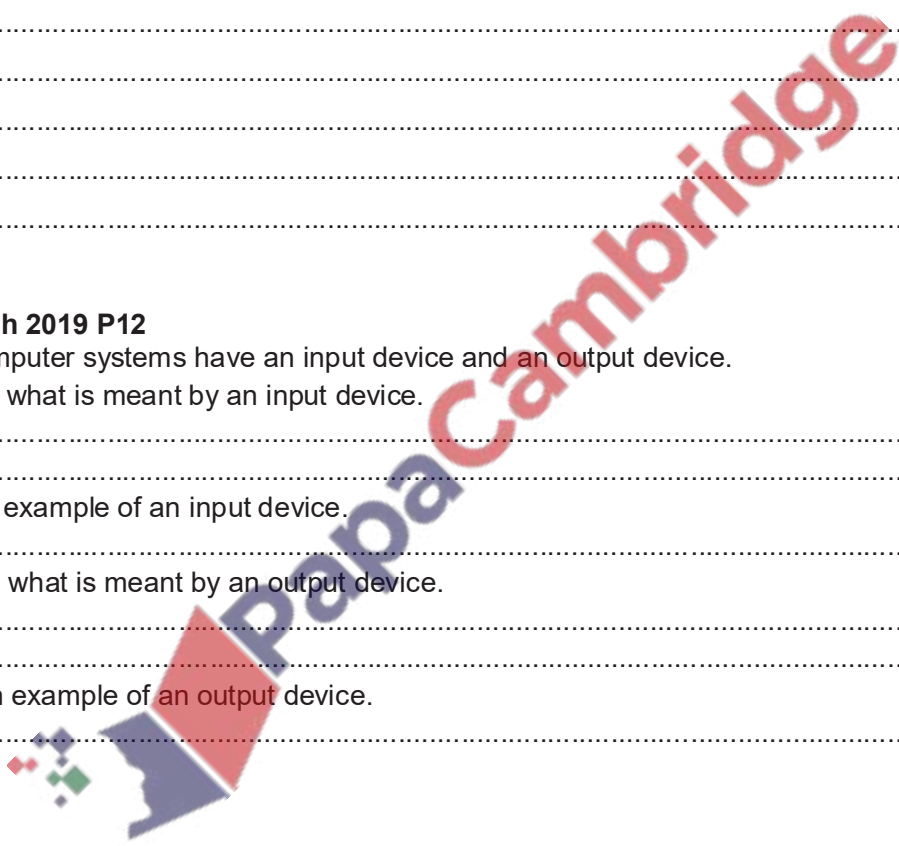 h 2019 P12
mputer systems have an input device and an output device.
what is meant by an input device.
example of an input device.
what is meant by an output device.
example of an output device.
PapaCambridge